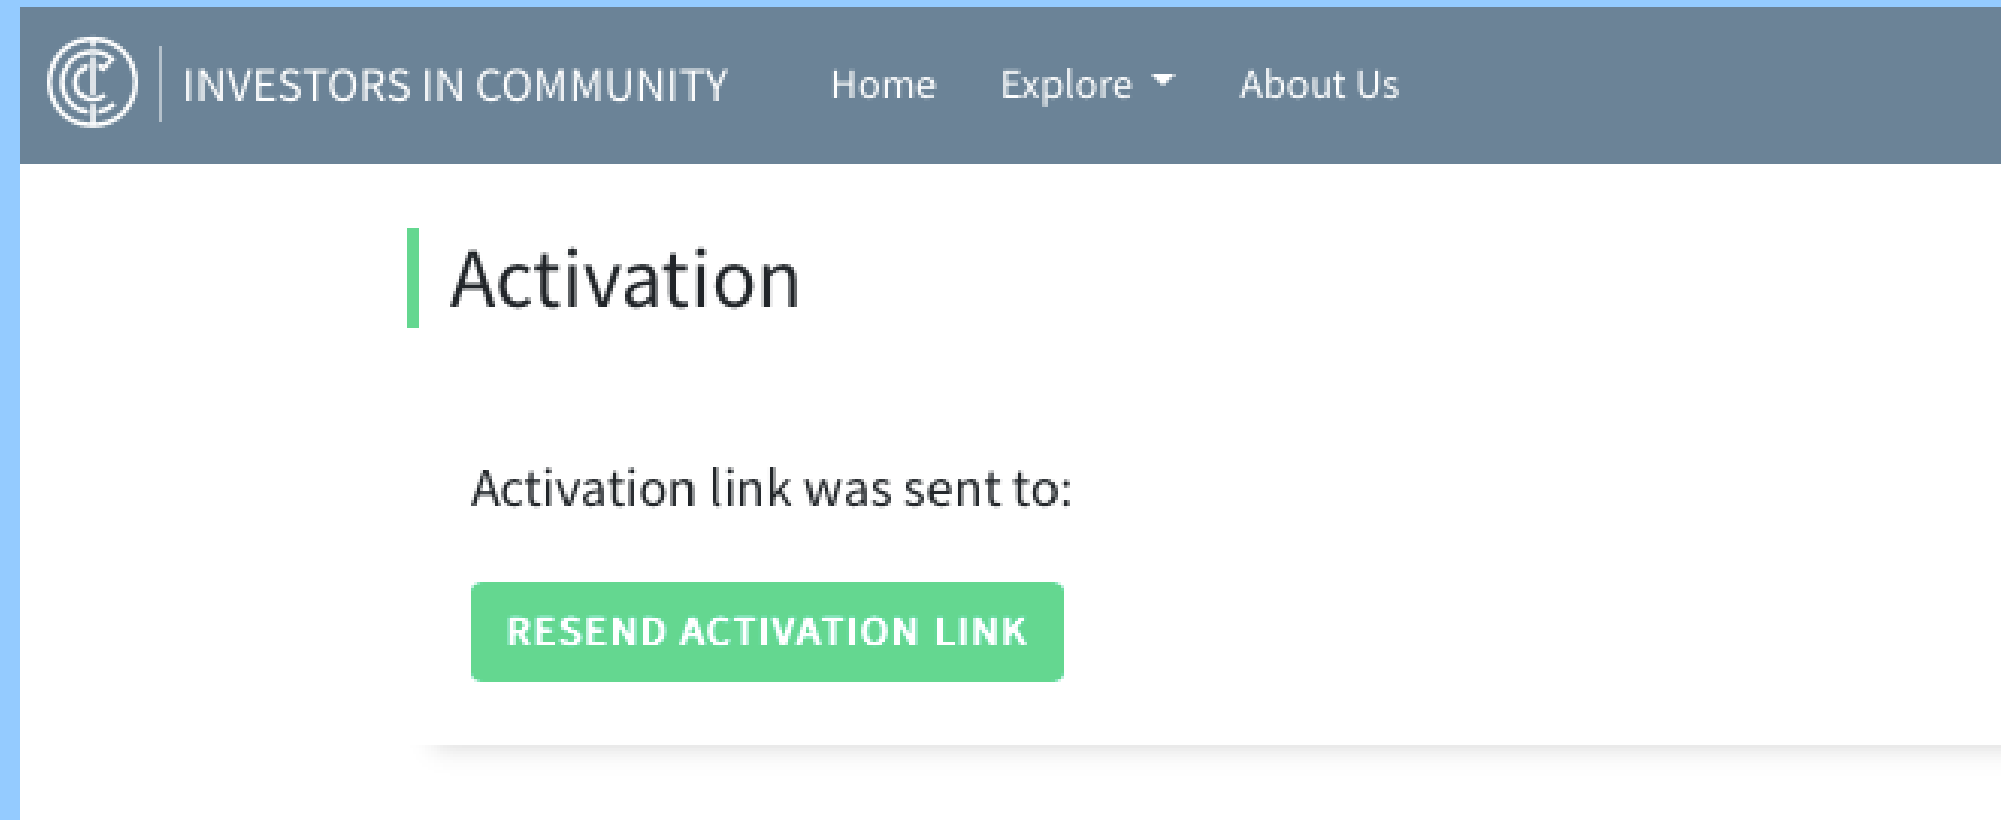 INVESTORS IN COMMUNITY Home Explore About Us
Activation
Activation link was sent to:
RESEND ACTIVATION LINK